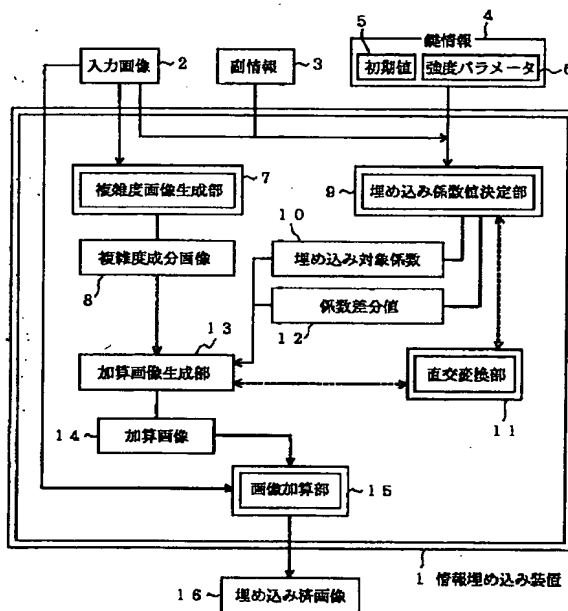 4
鍵情報
5
入力画像 2
副情報 3
初期値 強度パラメータ 6
7
複雑度画像生成部
9 埋め込み係数値決定部
10
複雑度成分画像
埋め込み対象係数
8
係数差分値
13
12
加算画像生成部
直交変換部
11
14 加算画像
画像加算部 15
1 情報埋め込み装置
16 埋め込み済画像